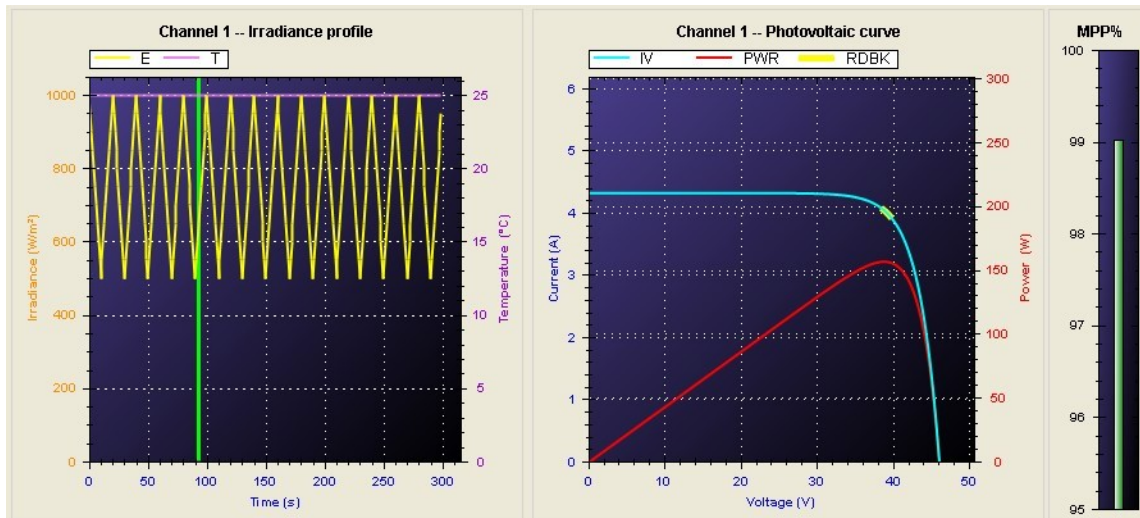 Channel 1 -- Irradiance profile
E T
Irradiance (W/m²)
1000
800
600
400
200
0
25
20
15
10
5
0
Temperature (°C)
0 50 100 150 200 250 300
Time (s)
Channel 1 -- Photovoltaic curve
IV PWR RDBK
Current (A)
6
5
4
3
2
1
0
300
250
200
150
100
50
0
Power (W)
0 10 20 30 40 50
Voltage (V)
MPP%
100
99
98
97
96
95